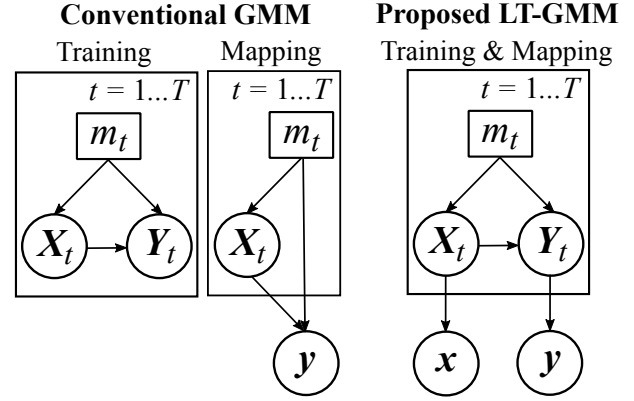 Conventional GMM
Training
Mapping
t = 1...T
m_t
X_t
Y_t
t = 1...T
m_t
X_t
y
Proposed LT-GMM
Training & Mapping
t = 1...T
m_t
X_t
Y_t
x
y